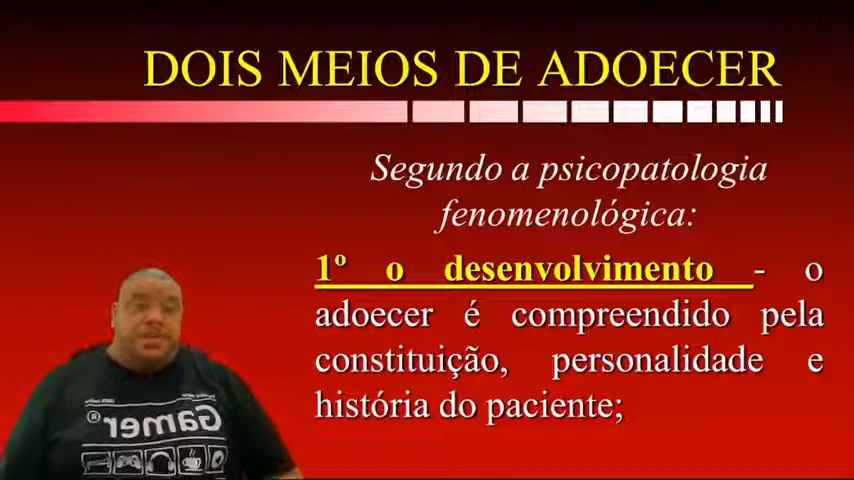 DOIS MEIOS DE ADOECER
Segundo a psicopatologia
fenomenológica:
1º o desenvolvimento - o
adoecer é compreendido pela
constituição, personalidade e
história do paciente;
Gamer®